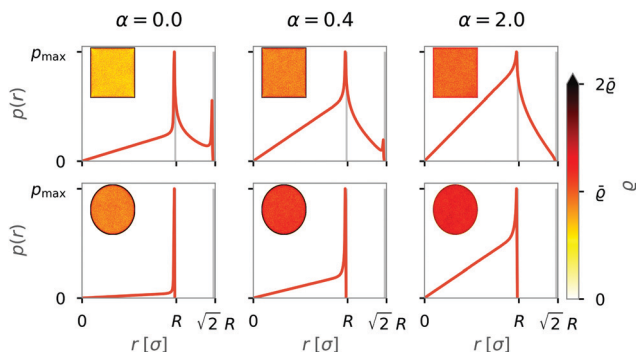 α = 0.0 α = 0.4 α = 2.0
p_max
p(r)
0
2ϱ̄
ϱ̄
0
ϱ
p_max
p(r)
0
0 R √2 R 0 R √2 R 0 R √2 R
r [σ] r [σ] r [σ]